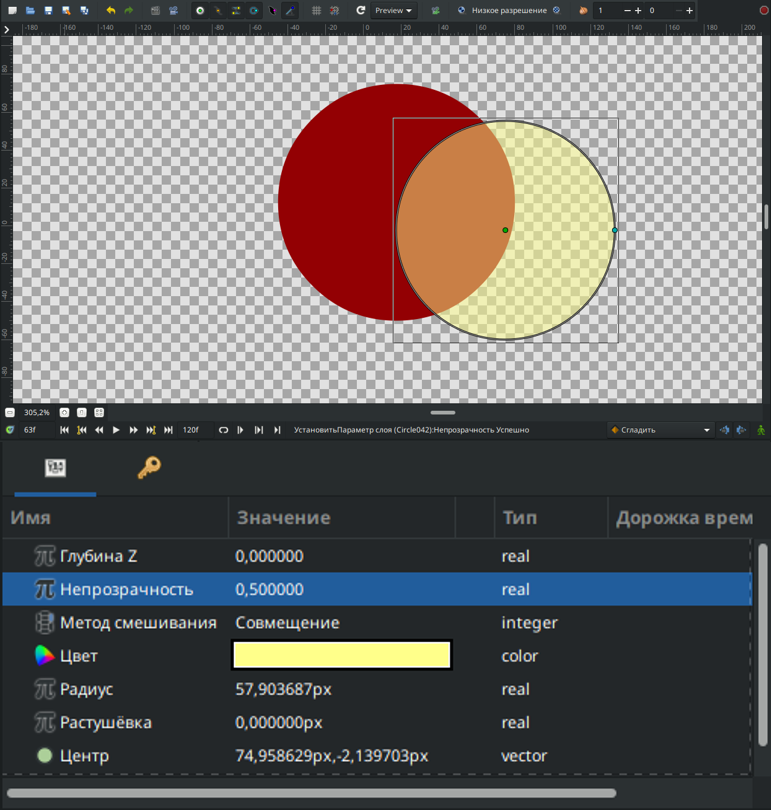 Preview Низкое разрешение 1 0
-180 -160 -140 -120 -100 -80 -60 -40 -20 0 20 40 60 80 100 120 140 160 180 200
80
60
40
20
0
-20
-40
-60
-80
305,2%
63f 120f УстановитьПараметр слоя (Circle042):Непрозрачность Успешно Сгладить
Имя Значение Тип Дорожка врем
Глубина Z 0,000000 real
Непрозрачность 0,500000 real
Метод смешивания Совмещение integer
Цвет color
Радиус 57,903687px real
Растушёвка 0,000000px real
Центр 74,958629px,-2,139703px vector